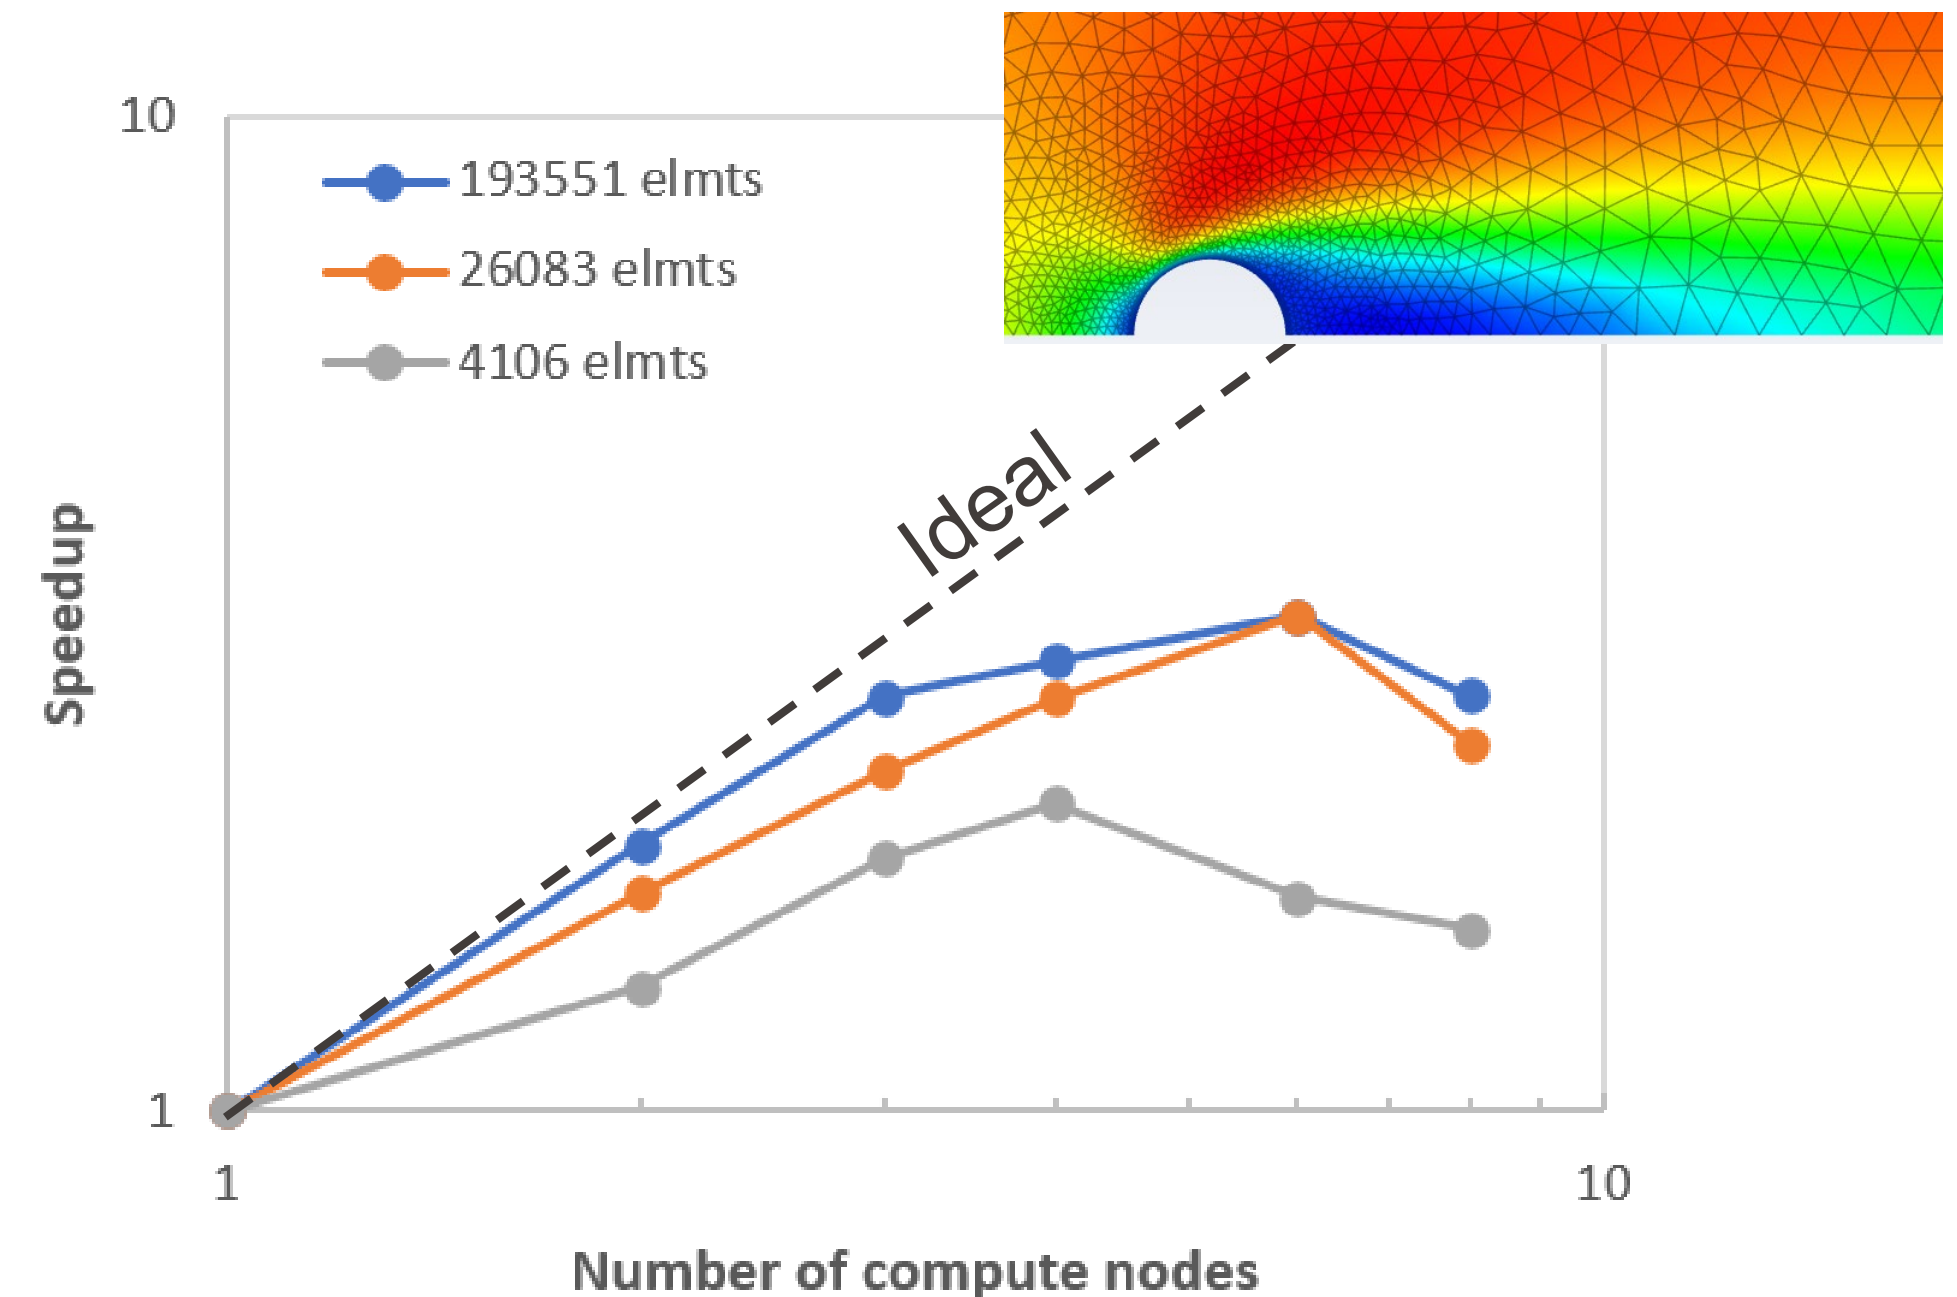 10
193551 elmts
26083 elmts
4106 elmts
Ideal
Speedup
1
1
10
Number of compute nodes